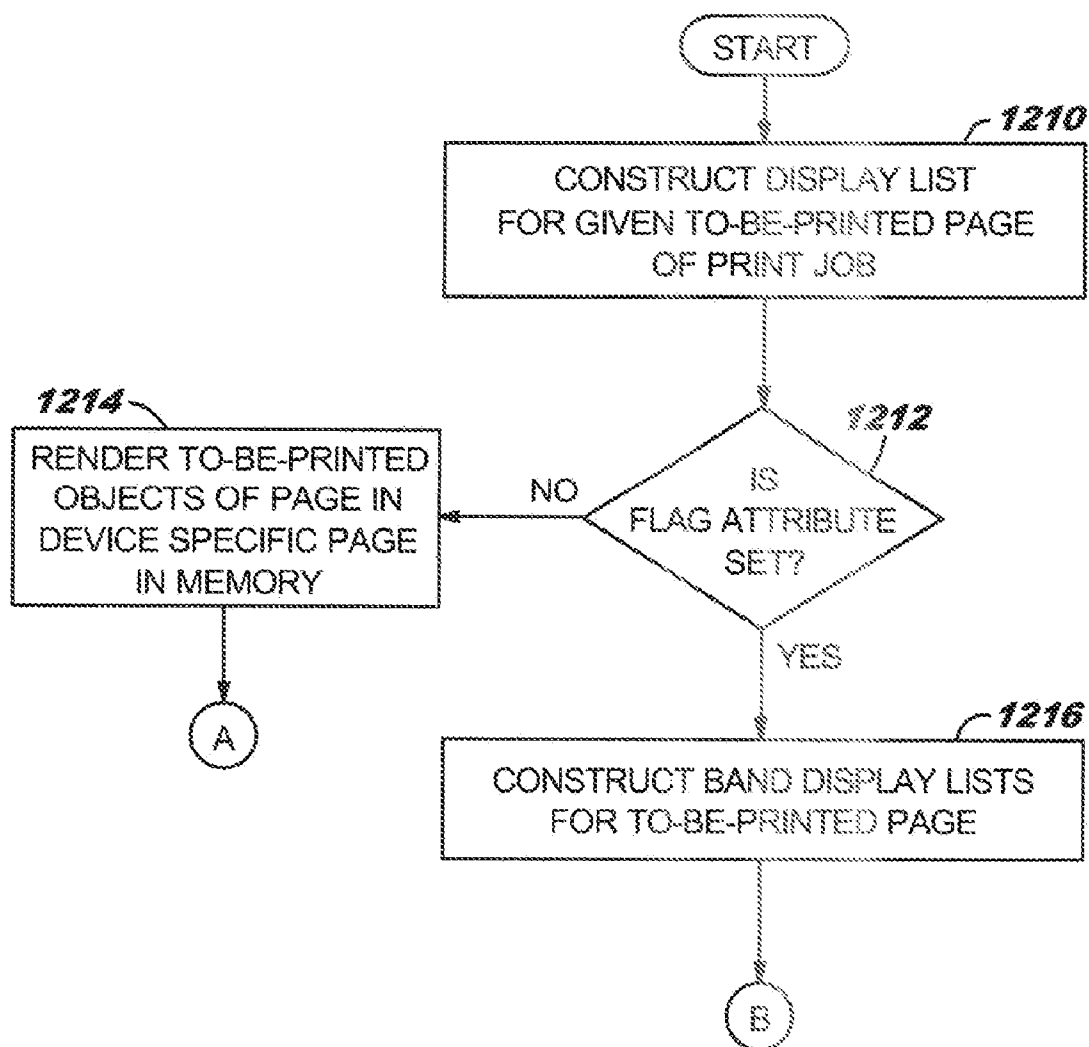 START
1210
CONSTRUCT DISPLAY LIST
FOR GIVEN TO-BE-PRINTED PAGE
OF PRINT JOB
1214
RENDER TO-BE-PRINTED
OBJECTS OF PAGE IN
DEVICE SPECIFIC PAGE
IN MEMORY
NO
1212
IS
FLAG ATTRIBUTE
SET?
YES
A
1216
CONSTRUCT BAND DISPLAY LISTS
FOR TO-BE-PRINTED PAGE
B